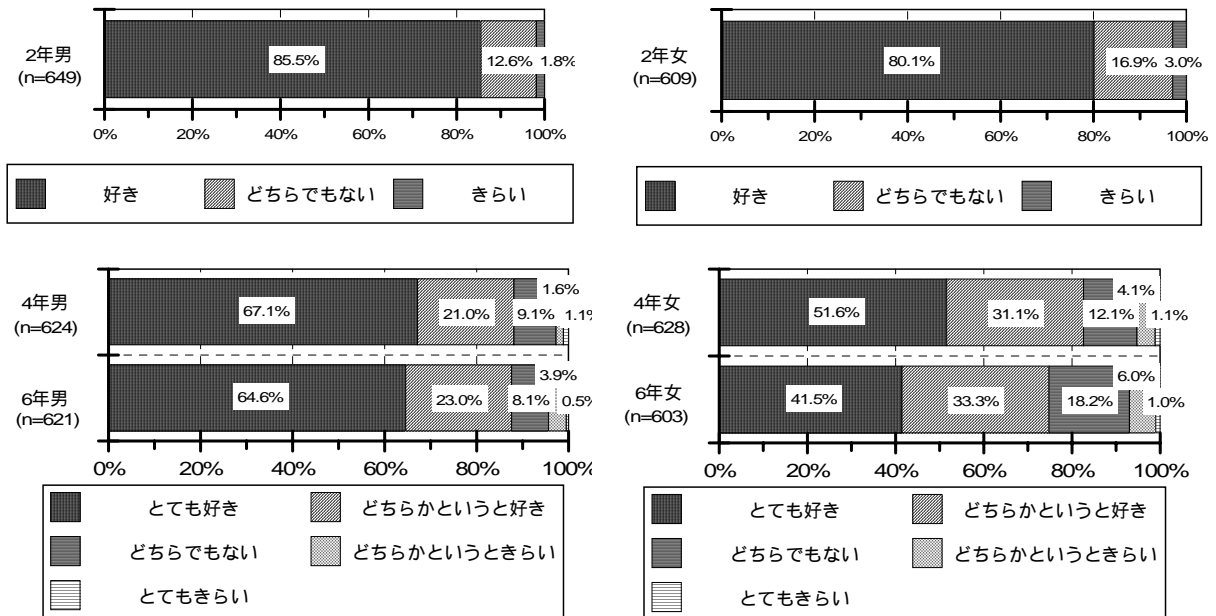 2年男
(n=649)
85.5%
12.6%
1.8%
0%
20%
40%
60%
80%
100%
好き
どちらでもない
きらい
2年女
(n=609)
80.1%
16.9%
3.0%
0%
20%
40%
60%
80%
100%
好き
どちらでもない
きらい
4年男
(n=624)
67.1%
21.0%
9.1%
1.6%
1.1%
6年男
(n=621)
64.6%
23.0%
8.1%
3.9%
0.5%
0%
20%
40%
60%
80%
100%
とても好き
どちらかというと好き
どちらでもない
どちらかというときらい
とてもきらい
4年女
(n=628)
51.6%
31.1%
12.1%
4.1%
1.1%
6年女
(n=603)
41.5%
33.3%
18.2%
6.0%
1.0%
0%
20%
40%
60%
80%
100%
とても好き
どちらかというと好き
どちらでもない
どちらかというときらい
とてもきらい